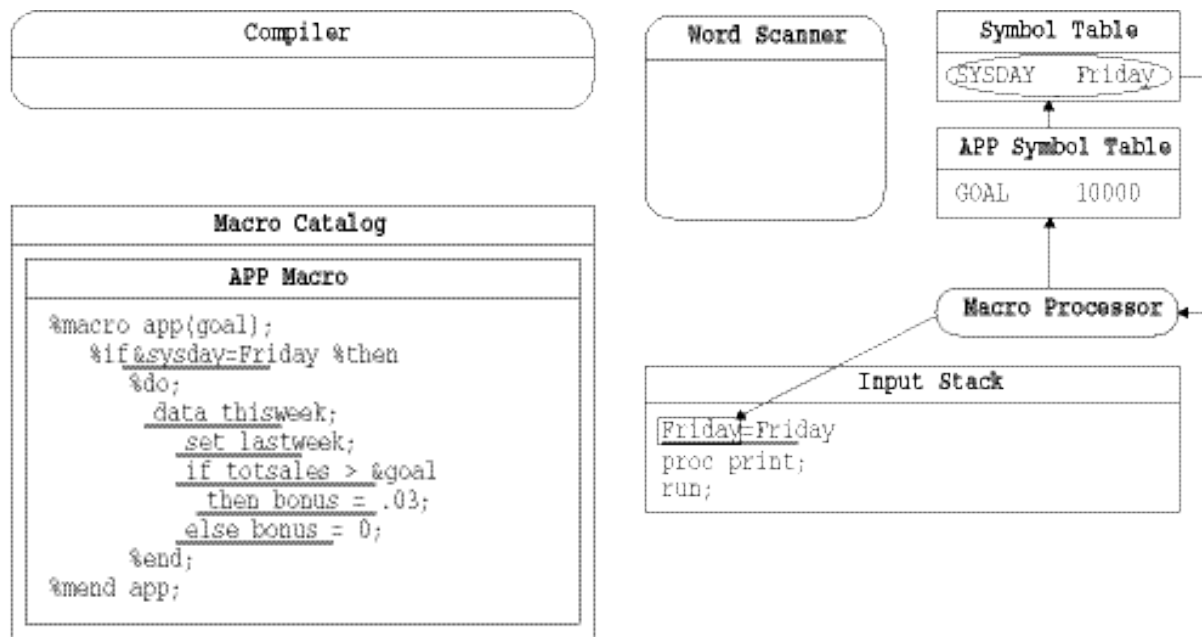 Compiler
Word Scanner
Symbol Table
SYSDAY Friday
APP Symbol Table
GOAL 10000
Macro Catalog
APP Macro
%macro app(goal);
%if &sysday=Friday %then
%do;
data thisweek;
set lastweek;
if totsales > &goal
then bonus = .03;
else bonus = 0;
%end;
%mend app;
Macro Processor
Input Stack
Friday=Friday
proc print;
run;